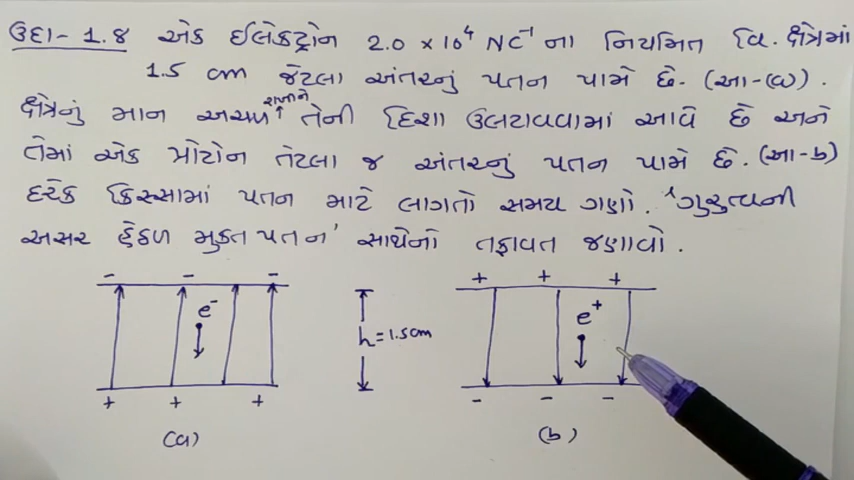 ઉદા- 1.8 એક ઈલેકટ્રોન 2.0 × 10⁴ NC⁻¹ ના નિયમિત વિ. ક્ષેત્રેમાં
1.5 cm જેટલા અંતરનું પતન પામે છે. (આ-(a)).
ક્ષેત્રનું માન અચળ રાખીને તેની દિશા ઉલટાવવામાં આવે છે અને
તેમાં એક પ્રોટોન તેટલા જ અંતરનું પતન પામે છે. (આ-b)
દરેક કિસ્સામાં પતન માટે લાગતો સમય ગણો. 'ગુરુત્વની
અસર હેઠળ મુક્ત પતન' સાથેનો તફાવત જણાવો.
- - - + + +
e⁻ h = 1.5cm e⁺
+ + + - - -
(a) (b)